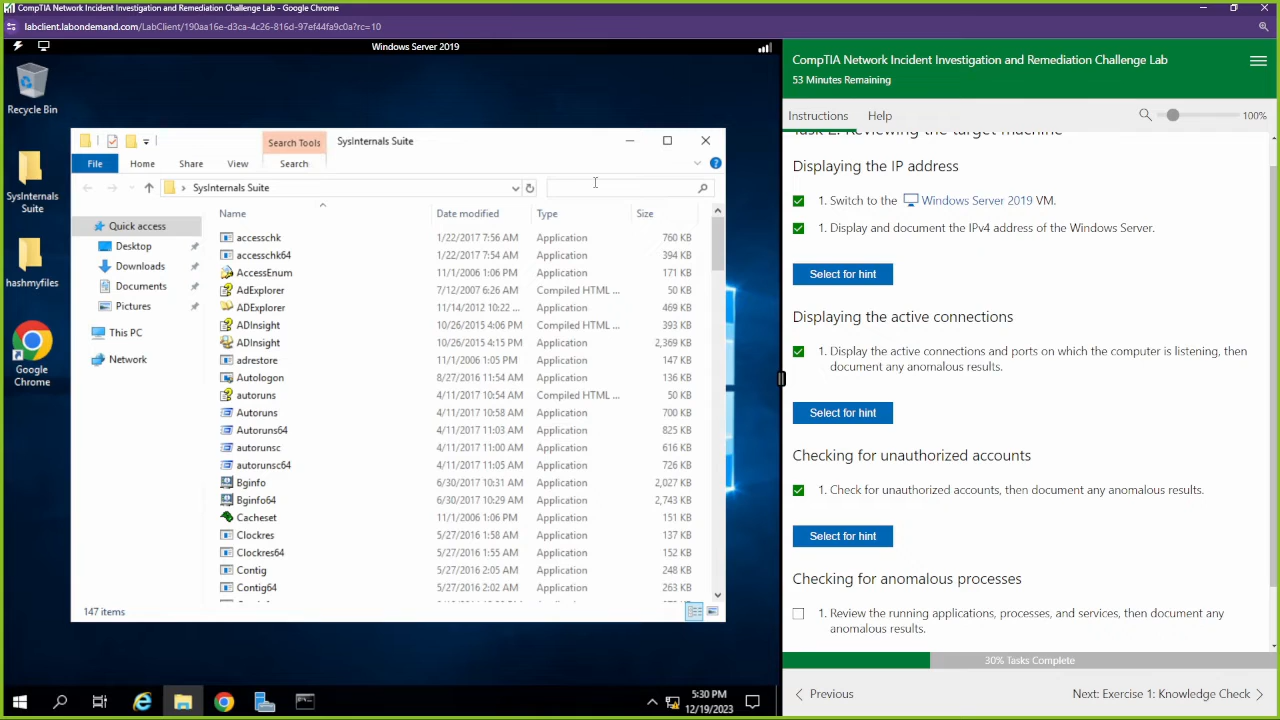 CompTIA Network Incident Investigation and Remediation Challenge Lab - Google Chrome
labclient.labondemand.com/LabClient/190aa16e-d3ca-4c26-816d-97ef44fa9c0a?rc=10
Windows Server 2019
Recycle Bin
SysInternals
Suite
hashmyfiles
Google
Chrome
Search Tools
SysInternals Suite
File
Home
Share
View
Search
SysInternals Suite
Quick access
Desktop
Downloads
Documents
Pictures
This PC
Network
Name Date modified Type Size
accesschk 1/22/2017 7:56 AM Application 760 KB
accesschk64 1/22/2017 7:54 AM Application 394 KB
AccessEnum 11/1/2006 1:06 PM Application 171 KB
AdExplorer 7/12/2007 6:26 AM Compiled HTML ... 50 KB
ADExplorer 11/14/2012 10:22 ... Application 469 KB
ADInsight 10/26/2015 4:06 PM Compiled HTML ... 393 KB
ADInsight 10/26/2015 4:15 PM Application 2,369 KB
adrestore 11/1/2006 1:05 PM Application 147 KB
Autologon 8/27/2016 11:54 AM Application 136 KB
autoruns 4/11/2017 10:54 AM Compiled HTML ... 50 KB
Autoruns 4/11/2017 10:58 AM Application 700 KB
Autoruns64 4/11/2017 11:03 AM Application 825 KB
autorunsc 4/11/2017 11:00 AM Application 616 KB
autorunsc64 4/11/2017 11:05 AM Application 726 KB
Bginfo 6/30/2017 10:31 AM Application 2,027 KB
Bginfo64 6/30/2017 10:29 AM Application 2,743 KB
Cacheset 11/1/2006 1:06 PM Application 151 KB
Clockres 5/27/2016 1:58 AM Application 137 KB
Clockres64 5/27/2016 1:55 AM Application 152 KB
Contig 5/27/2016 2:05 AM Application 248 KB
Contig64 5/27/2016 2:02 AM Application 263 KB
147 items
5:30 PM
12/19/2023
CompTIA Network Incident Investigation and Remediation Challenge Lab
53 Minutes Remaining
Instructions
Help
100%
Task 2: Reviewing the target machine
Displaying the IP address
1. Switch to the Windows Server 2019 VM.
1. Display and document the IPv4 address of the Windows Server.
Select for hint
Displaying the active connections
1. Display the active connections and ports on which the computer is listening, then
document any anomalous results.
Select for hint
Checking for unauthorized accounts
1. Check for unauthorized accounts, then document any anomalous results.
Select for hint
Checking for anomalous processes
1. Review the running applications, processes, and services, then document any
anomalous results.
30% Tasks Complete
Previous
Next: Exercise 1: Knowledge Check